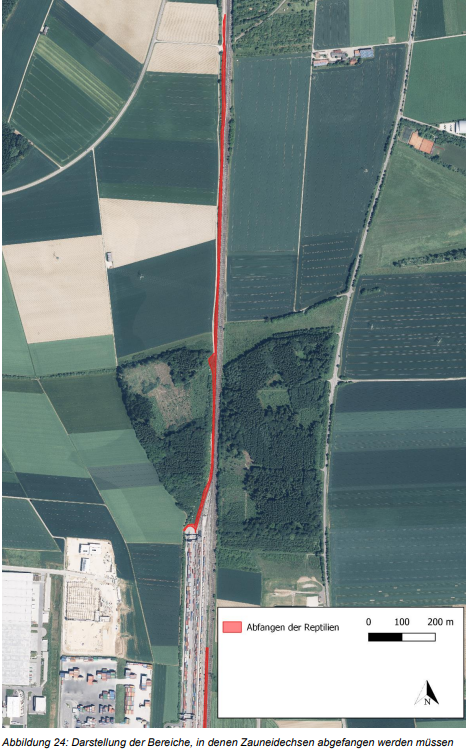 Abfangen der Reptilien
0 100 200 m
N
Abbildung 24: Darstellung der Bereiche, in denen Zauneidechsen abgefangen werden müssen